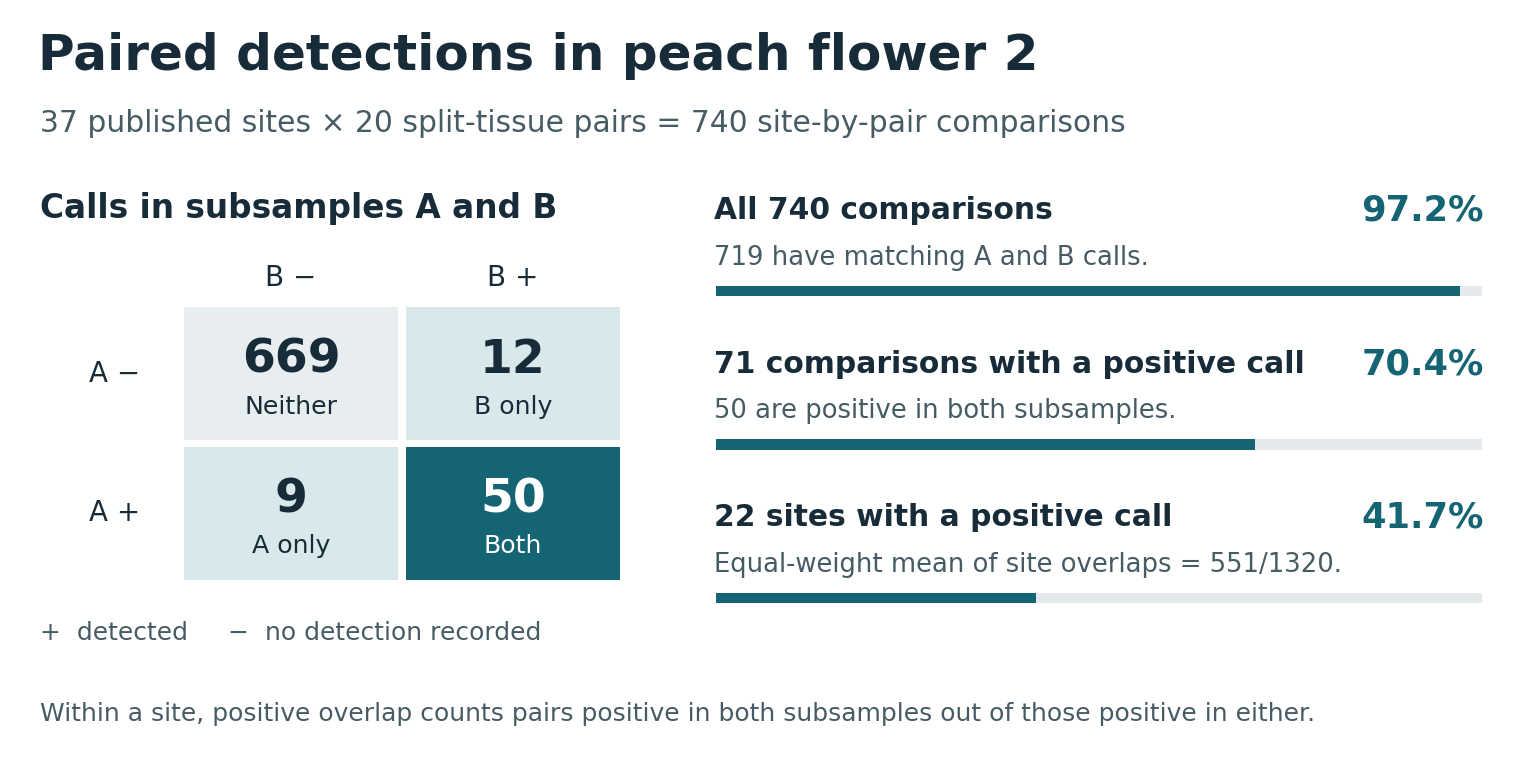 Paired detections in peach flower 2
37 published sites × 20 split-tissue pairs = 740 site-by-pair comparisons
Calls in subsamples A and B
B −
B +
A −
669
Neither
12
B only
A +
9
A only
50
Both
+ detected − no detection recorded
All 740 comparisons 97.2%
719 have matching A and B calls.
71 comparisons with a positive call 70.4%
50 are positive in both subsamples.
22 sites with a positive call 41.7%
Equal-weight mean of site overlaps = 551/1320.
Within a site, positive overlap counts pairs positive in both subsamples out of those positive in either.